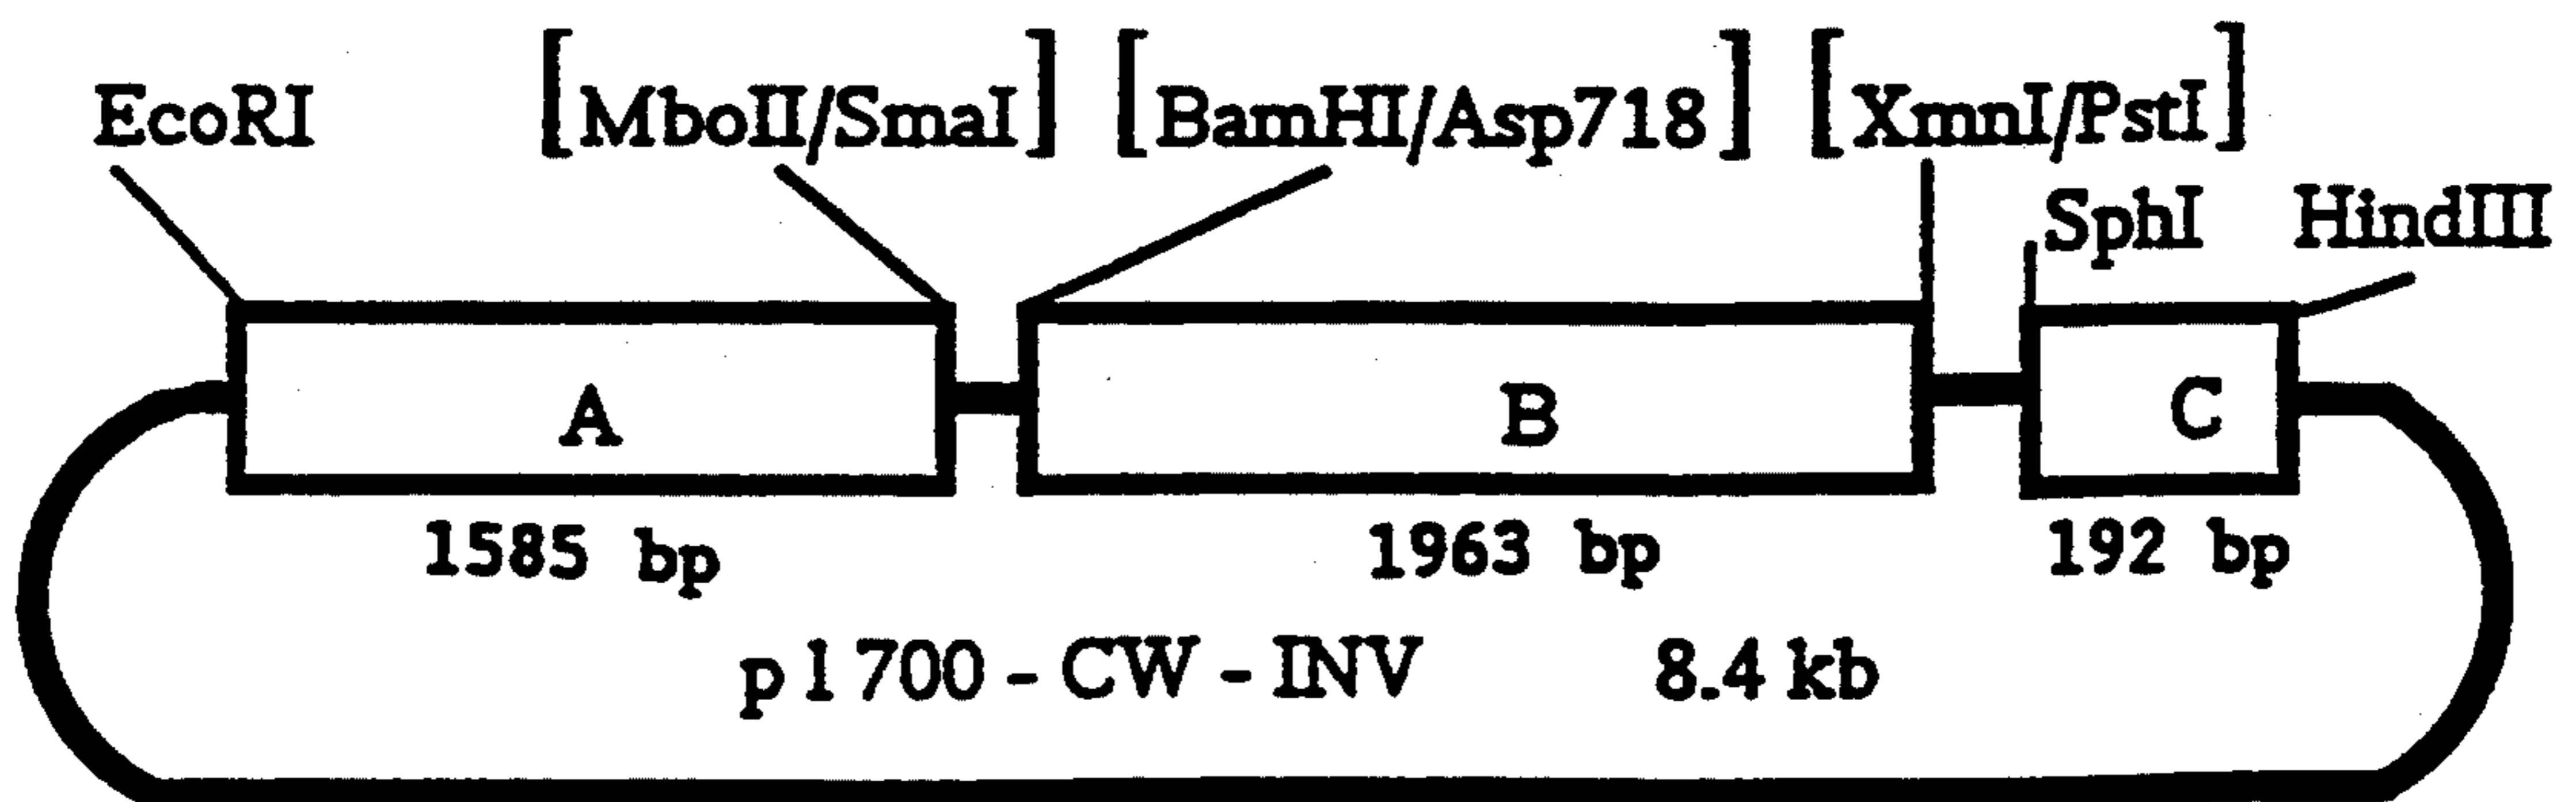 EcoRI [MboII/SmaI] [BamHI/Asp718] [XmnI/PstI]
SphI HindIII
A B C
1585 bp 1963 bp 192 bp
p1700-CW-INV 8.4 kb